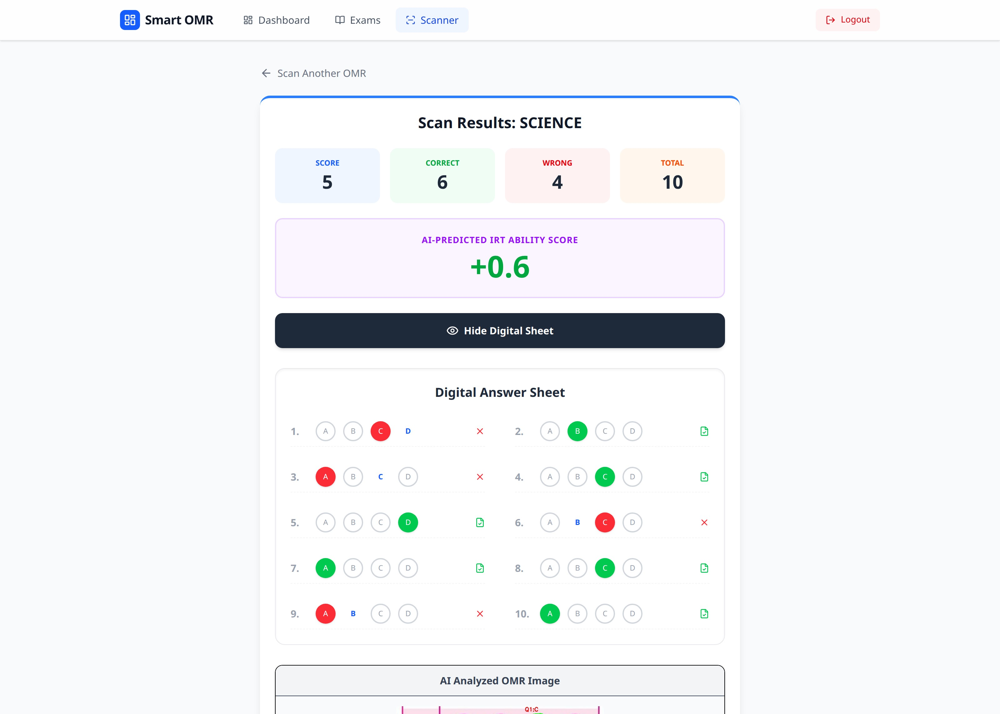 Smart OMR
Dashboard
Exams
Scanner
Logout
Scan Another OMR
Scan Results: SCIENCE
SCORE
5
CORRECT
6
WRONG
4
TOTAL
10
AI-PREDICTED IRT ABILITY SCORE
+0.6
Hide Digital Sheet
Digital Answer Sheet
1. A B C D
2. A B C D
3. A B C D
4. A B C D
5. A B C D
6. A B C D
7. A B C D
8. A B C D
9. A B C D
10. A B C D
AI Analyzed OMR Image
Q1:C